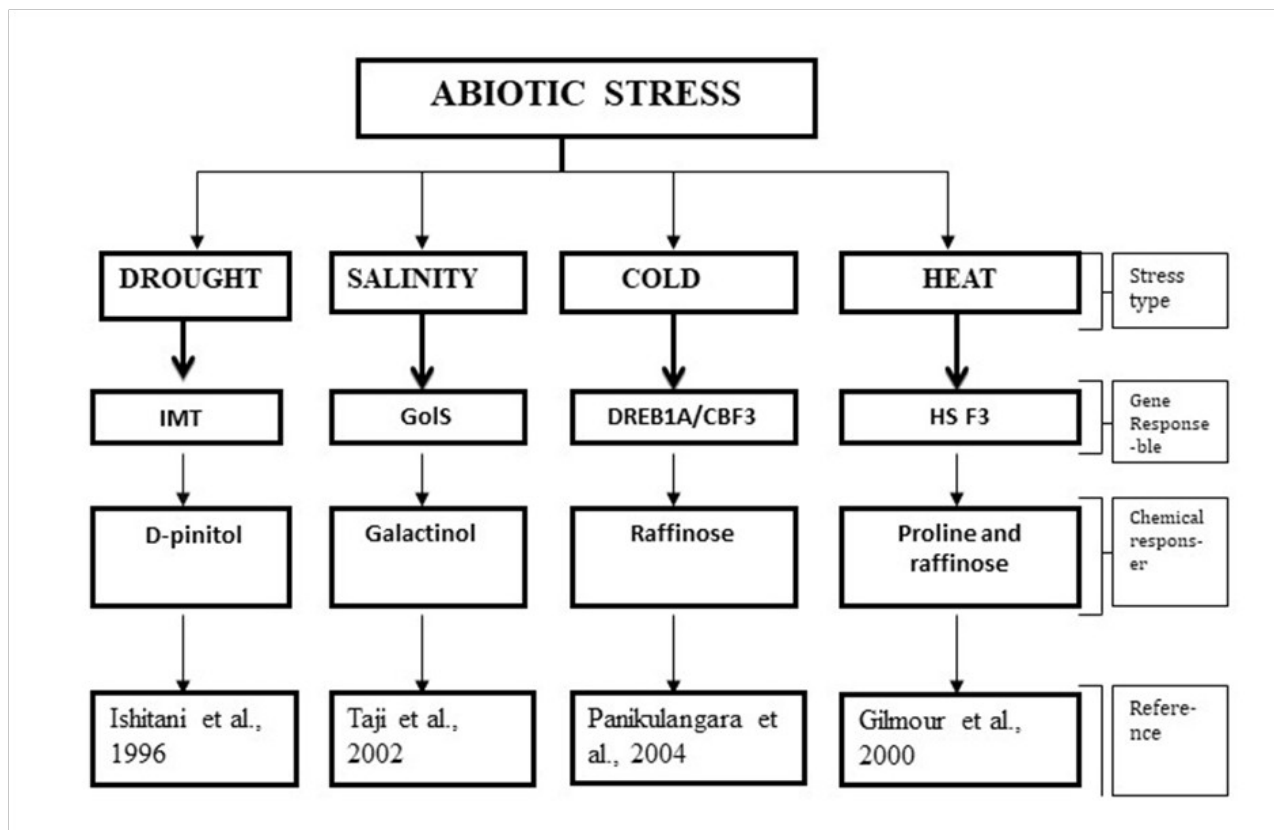 ABIOTIC STRESS
DROUGHT
SALINITY
COLD
HEAT
Stress
type
IMT
GolS
DREB1A/CBF3
HS F3
Gene
Response
-ble
D-pinitol
Galactinol
Raffinose
Proline and
raffinose
Chemical
respons-
er
Ishitani et al.,
1996
Taji et al.,
2002
Panikulangara et
al., 2004
Gilmour et al.,
2000
Refere-
nce